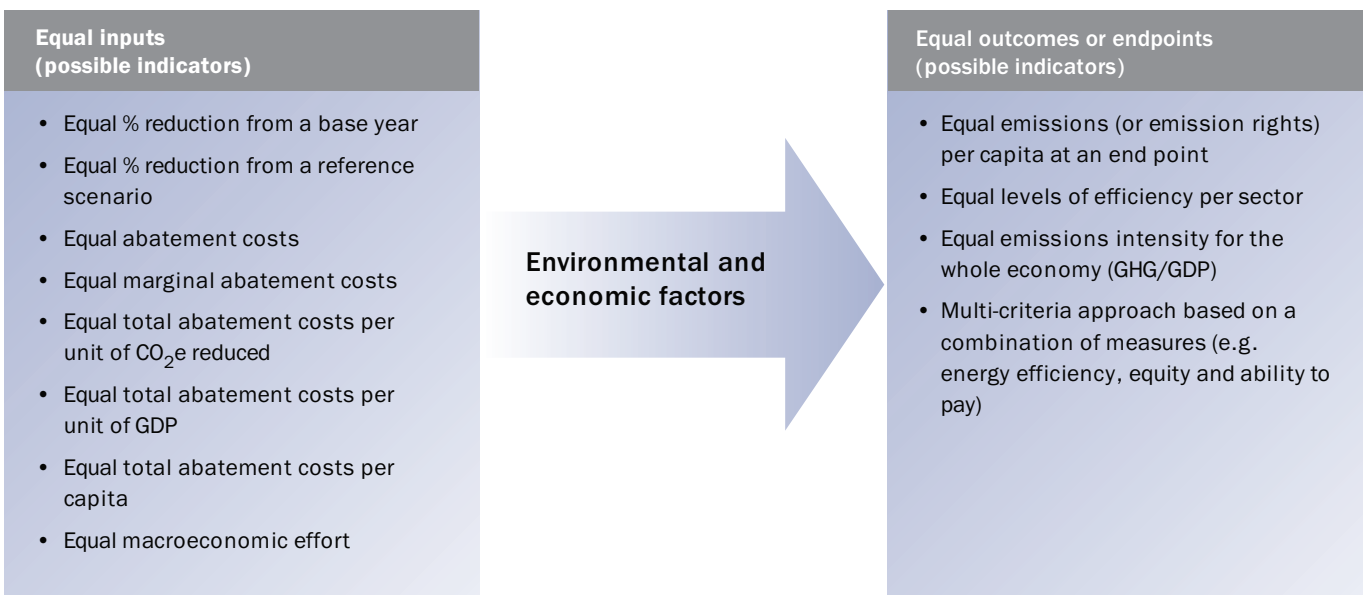 Equal inputs
(possible indicators)
• Equal % reduction from a base year
• Equal % reduction from a reference
scenario
• Equal abatement costs
• Equal marginal abatement costs
• Equal total abatement costs per
unit of CO₂e reduced
• Equal total abatement costs per
unit of GDP
• Equal total abatement costs per
capita
• Equal macroeconomic effort
Environmental and
economic factors
Equal outcomes or endpoints
(possible indicators)
• Equal emissions (or emission rights)
per capita at an end point
• Equal levels of efficiency per sector
• Equal emissions intensity for the
whole economy (GHG/GDP)
• Multi-criteria approach based on a
combination of measures (e.g.
energy efficiency, equity and ability to
pay)